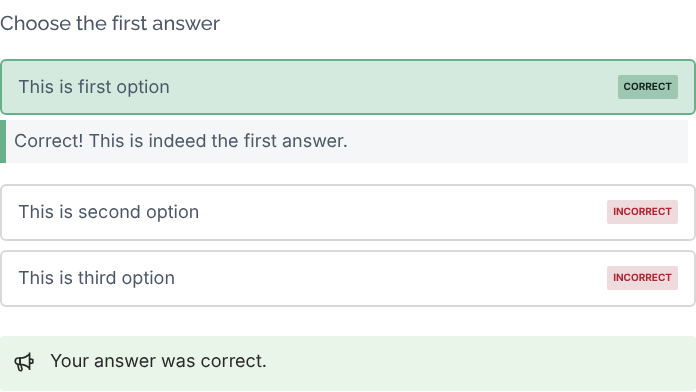 Choose the first answer
This is first option CORRECT
Correct! This is indeed the first answer.
This is second option INCORRECT
This is third option INCORRECT
Your answer was correct.